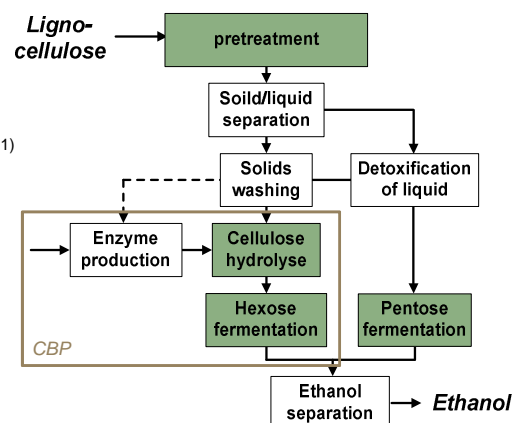 Ligno-
cellulose
pretreatment
Soild/liquid
separation
1)
Solids
washing
Detoxification
of liquid
Enzyme
production
Cellulose
hydrolyse
Hexose
fermentation
Pentose
fermentation
CBP
Ethanol
separation
Ethanol